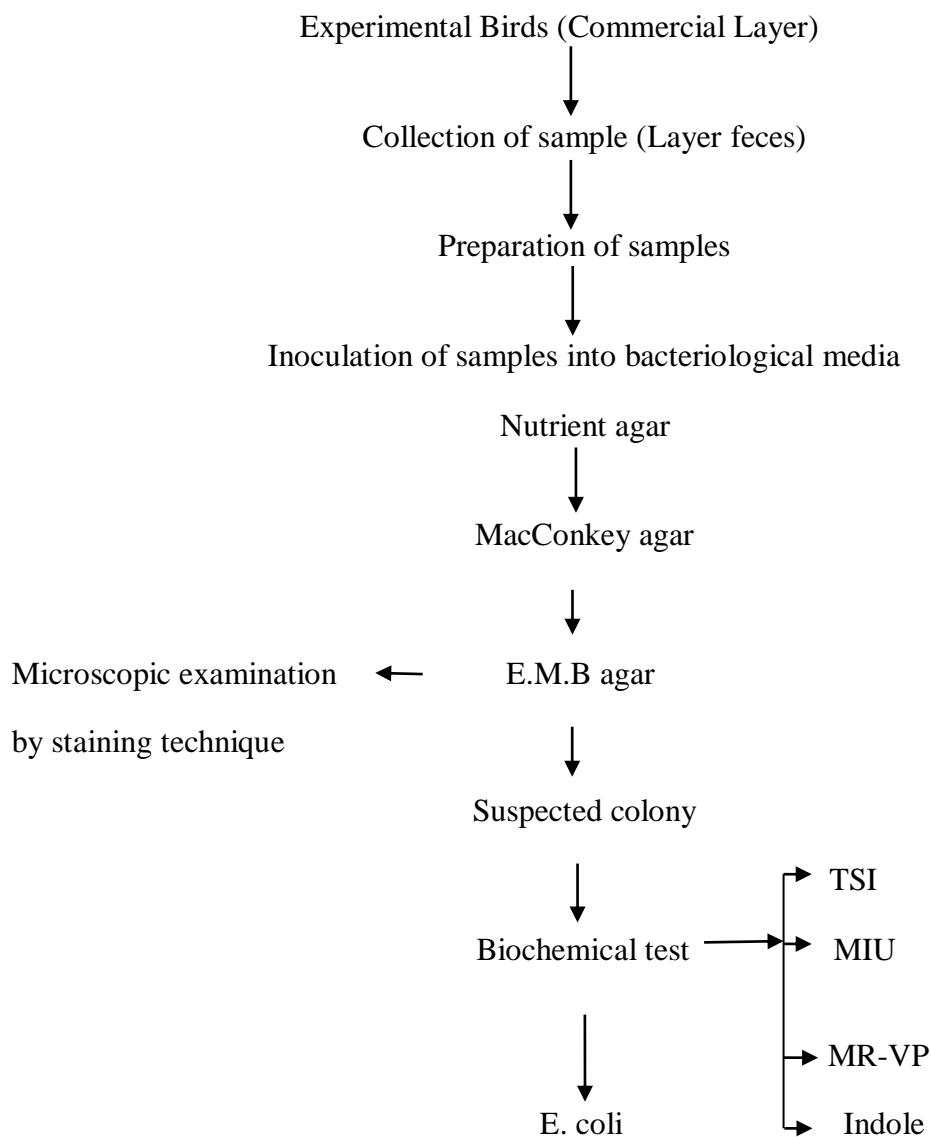 Experimental Birds (Commercial Layer)
Collection of sample (Layer feces)
Preparation of samples
Inoculation of samples into bacteriological media
Nutrient agar
MacConkey agar
Microscopic examination
by staining technique
E.M.B agar
Suspected colony
Biochemical test
TSI
MIU
MR-VP
Indole
E. coli